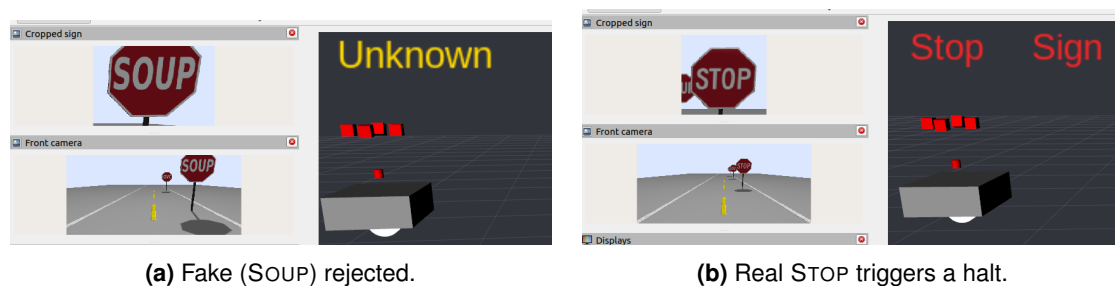 Cropped sign
SOUP
Unknown
Front camera
SOUP
(a) Fake (SOUP) rejected.
Cropped sign
STOP
Stop Sign
Front camera
STOP
Displays
(b) Real STOP triggers a halt.